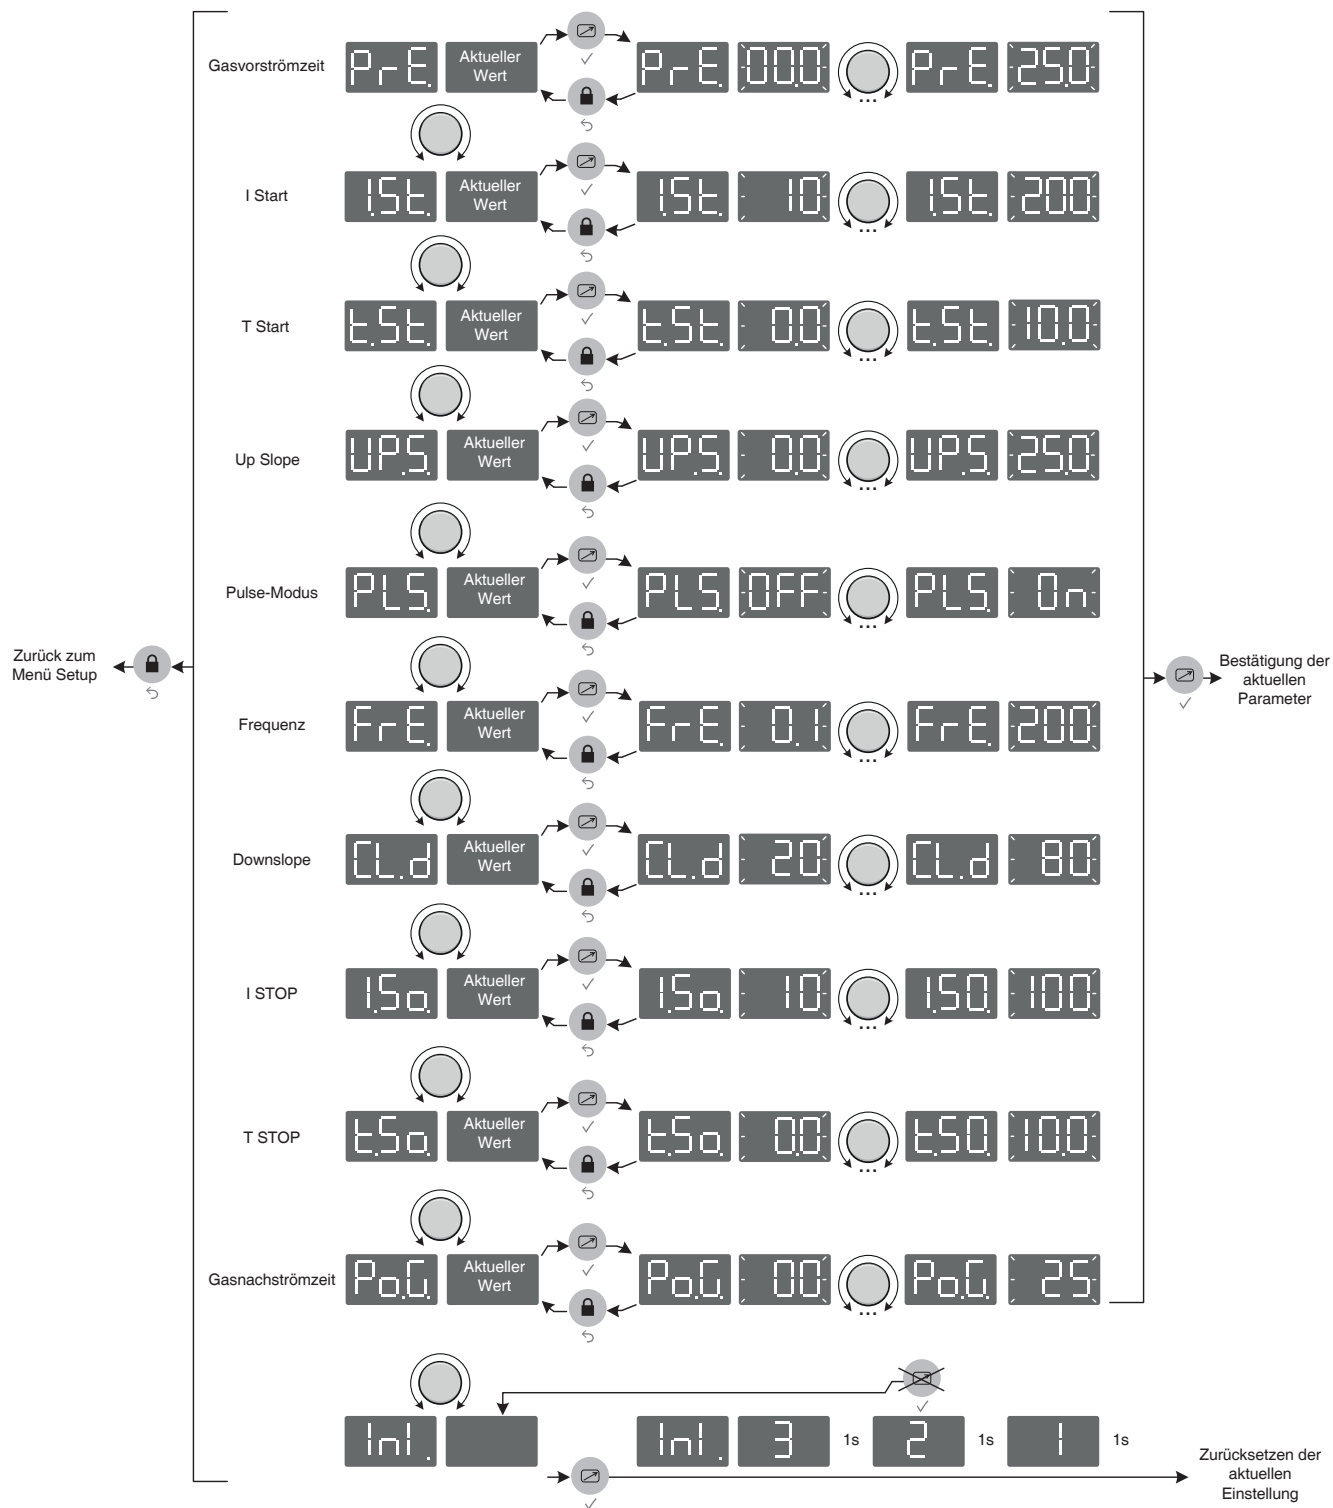 Gasvorströmzeit
PrE.
Aktueller
Wert
PrE.
00.0
...
PrE.
25.0
I Start
I.St.
Aktueller
Wert
I.St.
10
...
I.St.
200
T Start
t.St.
Aktueller
Wert
t.St.
0.0
...
t.St.
10.0
Up Slope
UP.S.
Aktueller
Wert
UP.S.
0.0
...
UP.S.
25.0
Pulse-Modus
PLS.
Aktueller
Wert
PLS.
OFF
...
PLS.
On
Zurück zum
Menü Setup
Bestätigung der
aktuellen
Parameter
Frequenz
FrE.
Aktueller
Wert
FrE.
0.1
...
FrE.
200
Downslope
CL.d
Aktueller
Wert
CL.d
20
...
CL.d
80
I STOP
I.So.
Aktueller
Wert
I.So.
10
...
I.SO.
100
T STOP
t.So.
Aktueller
Wert
t.So.
0.0
...
t.SO.
10.0
Gasnachströmzeit
Po.G.
Aktueller
Wert
Po.G.
00
...
Po.G.
25
InI.
InI.
3
1s
2
1s
1
1s
Zurücksetzen der
aktuellen
Einstellung